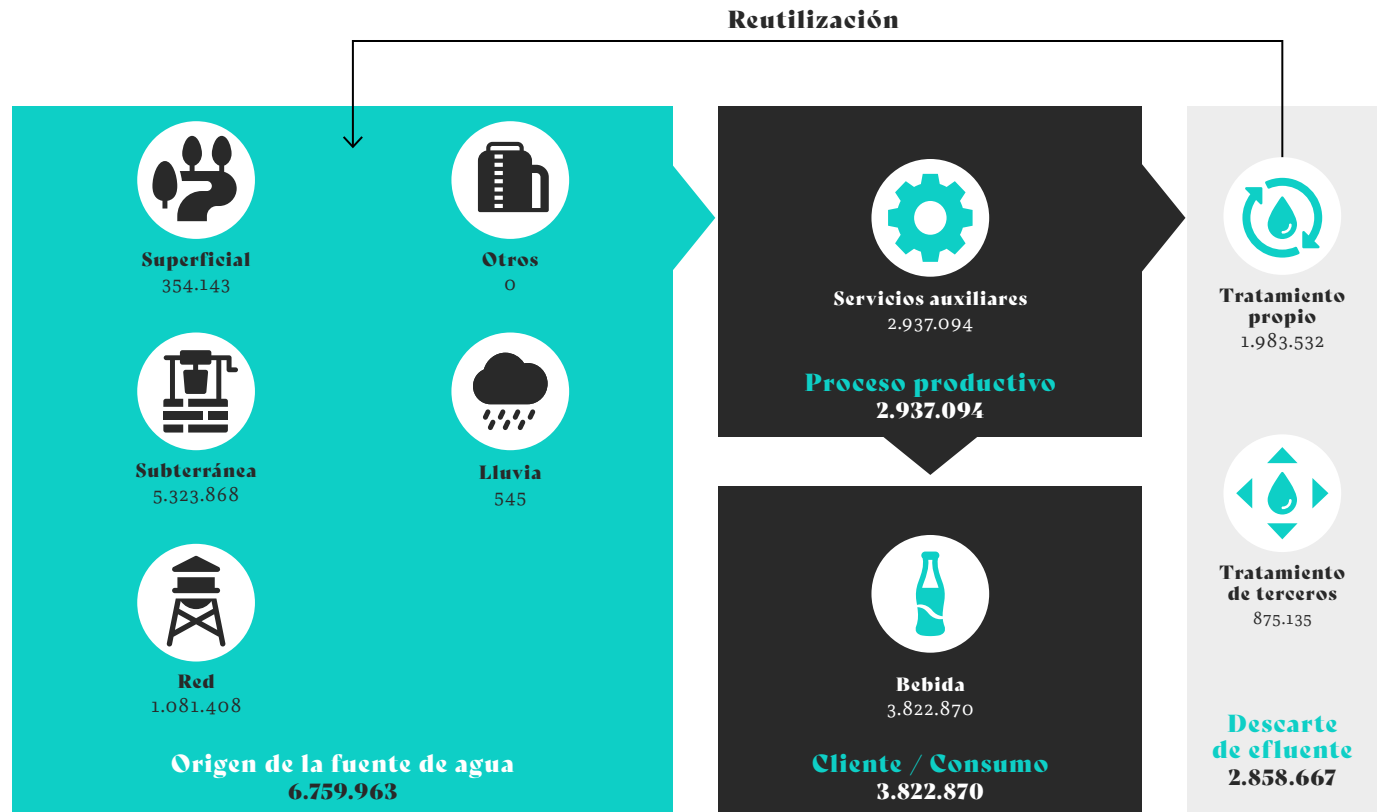 Reutilización
Superficial
354.143
Otros
0
Subterránea
5.323.868
Lluvia
545
Red
1.081.408
Origen de la fuente de agua
6.759.963
Servicios auxiliares
2.937.094
Proceso productivo
2.937.094
Bebida
3.822.870
Cliente / Consumo
3.822.870
Tratamiento
propio
1.983.532
Tratamiento
de terceros
875.135
Descarte
de efluente
2.858.667